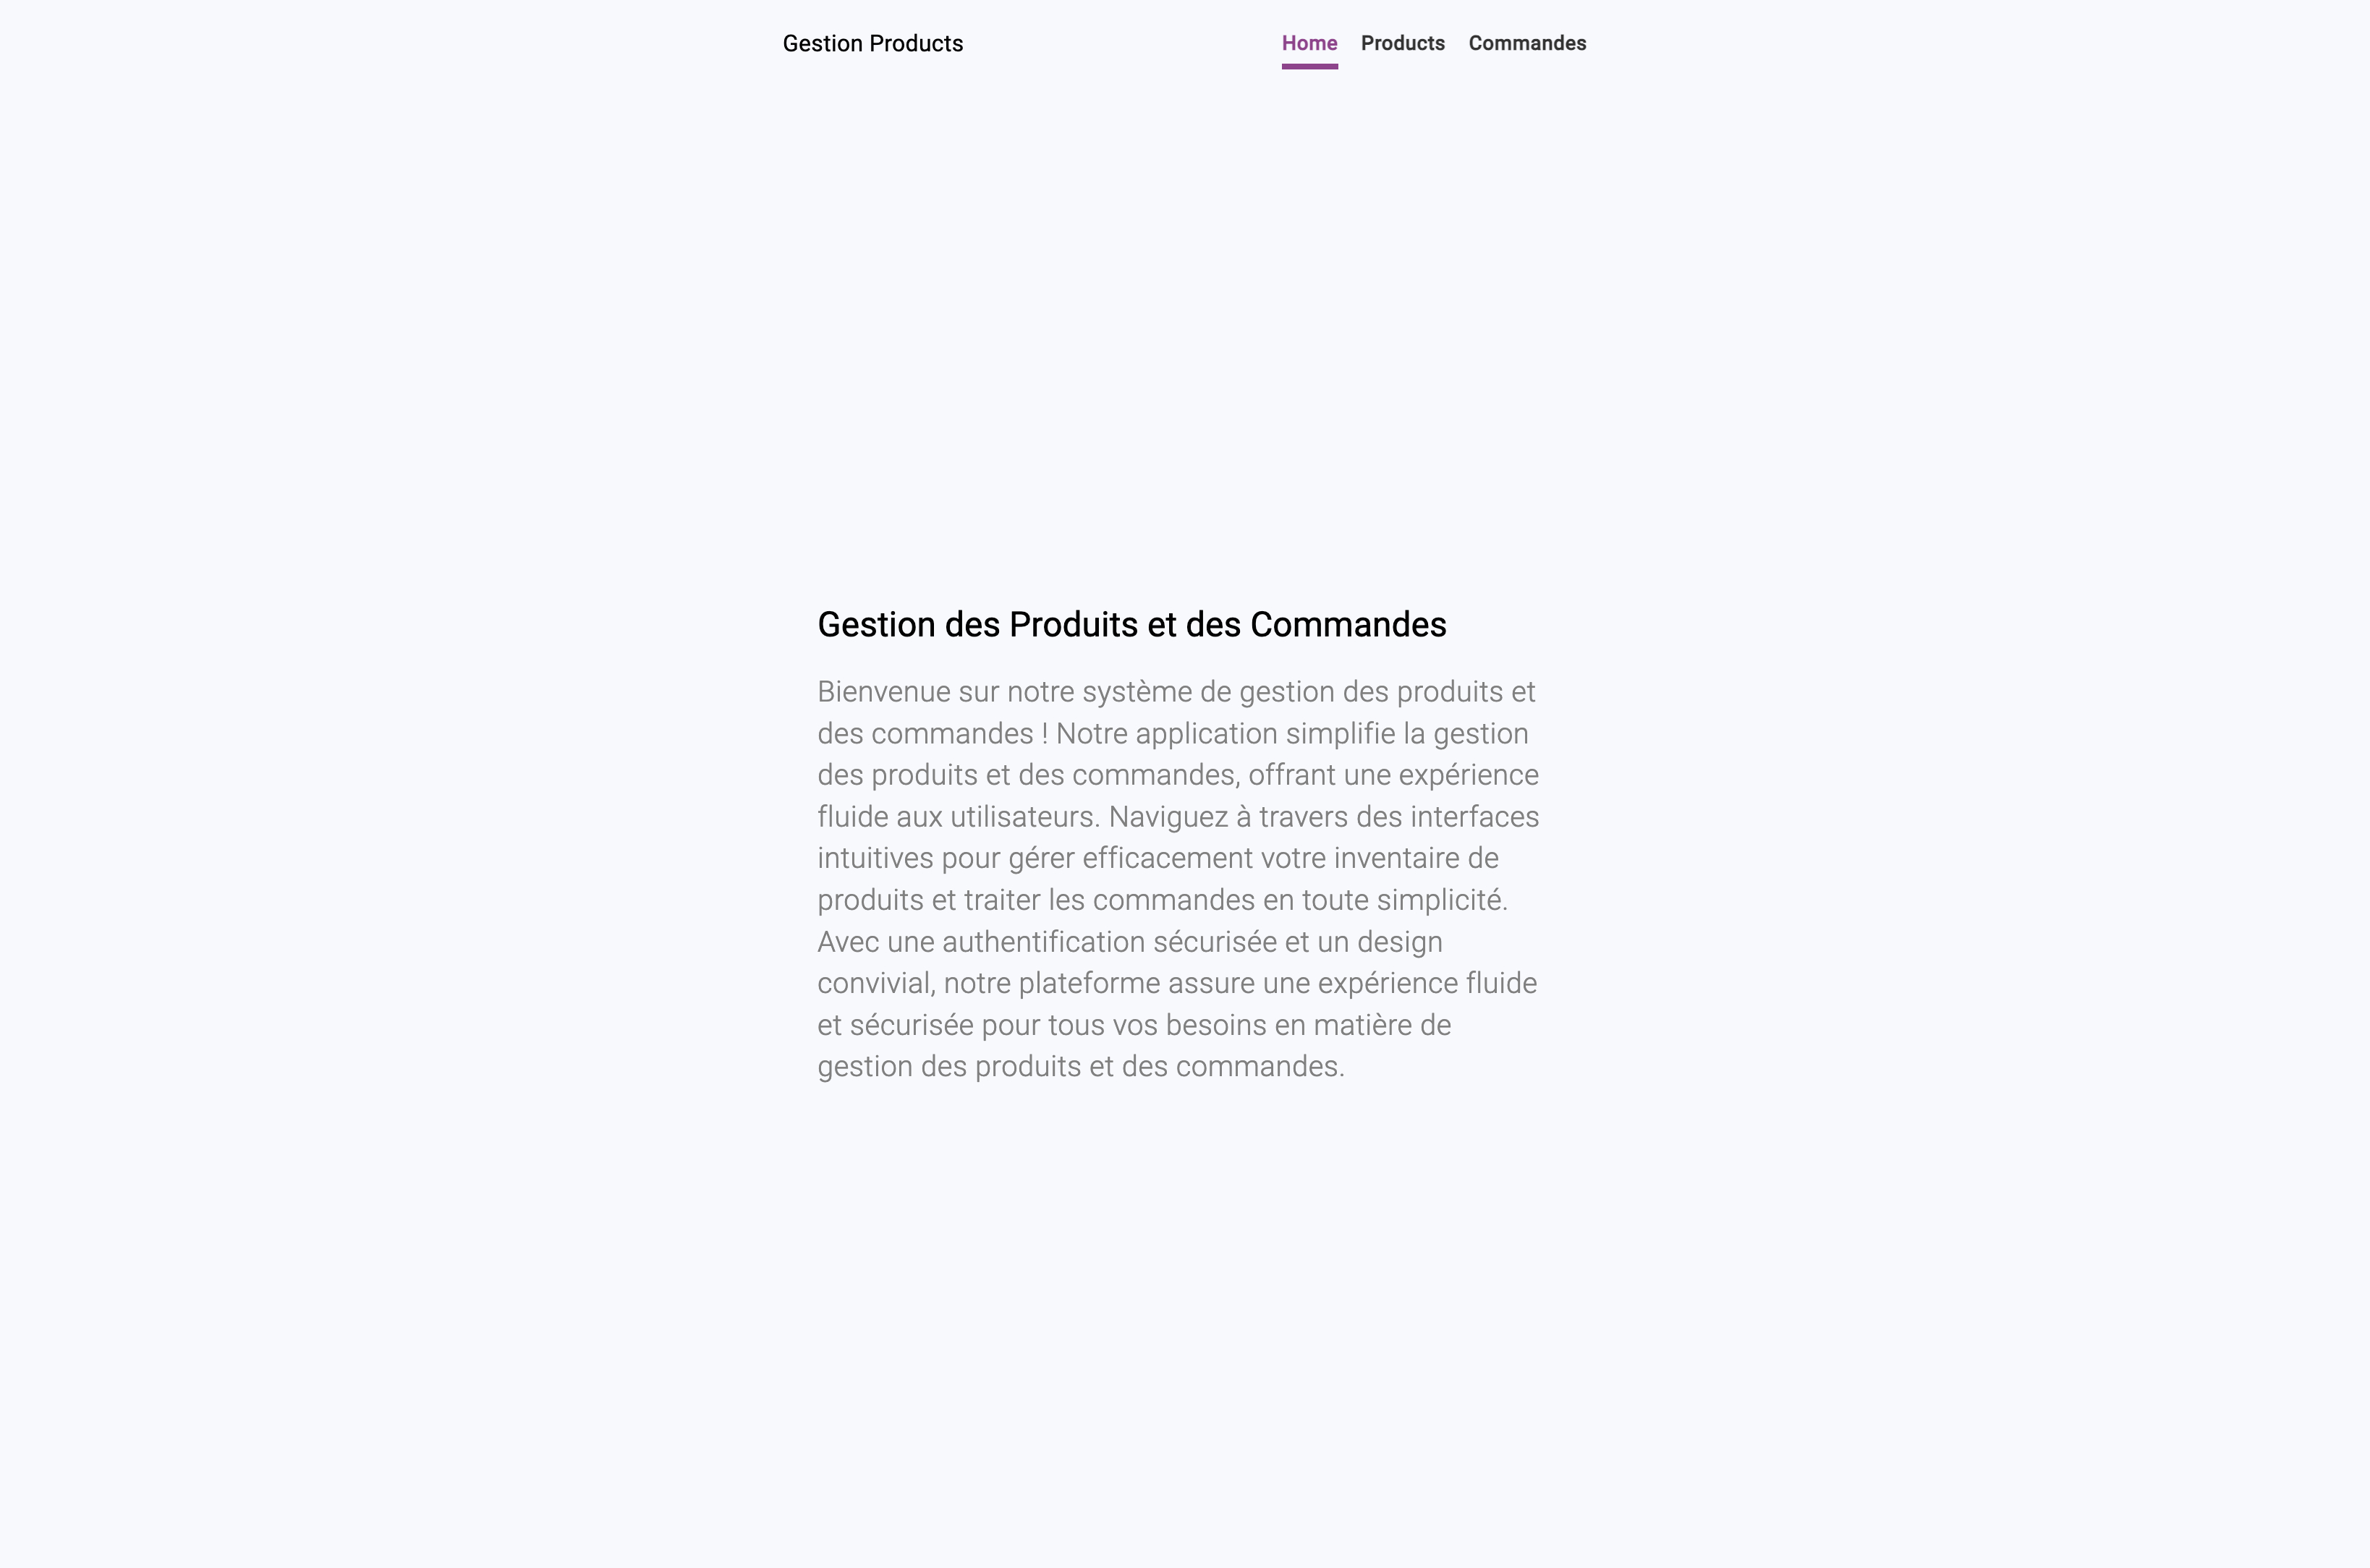 Gestion Products
Home Products Commandes
Gestion des Produits et des Commandes
Bienvenue sur notre système de gestion des produits et
des commandes ! Notre application simplifie la gestion
des produits et des commandes, offrant une expérience
fluide aux utilisateurs. Naviguez à travers des interfaces
intuitives pour gérer efficacement votre inventaire de
produits et traiter les commandes en toute simplicité.
Avec une authentification sécurisée et un design
convivial, notre plateforme assure une expérience fluide
et sécurisée pour tous vos besoins en matière de
gestion des produits et des commandes.